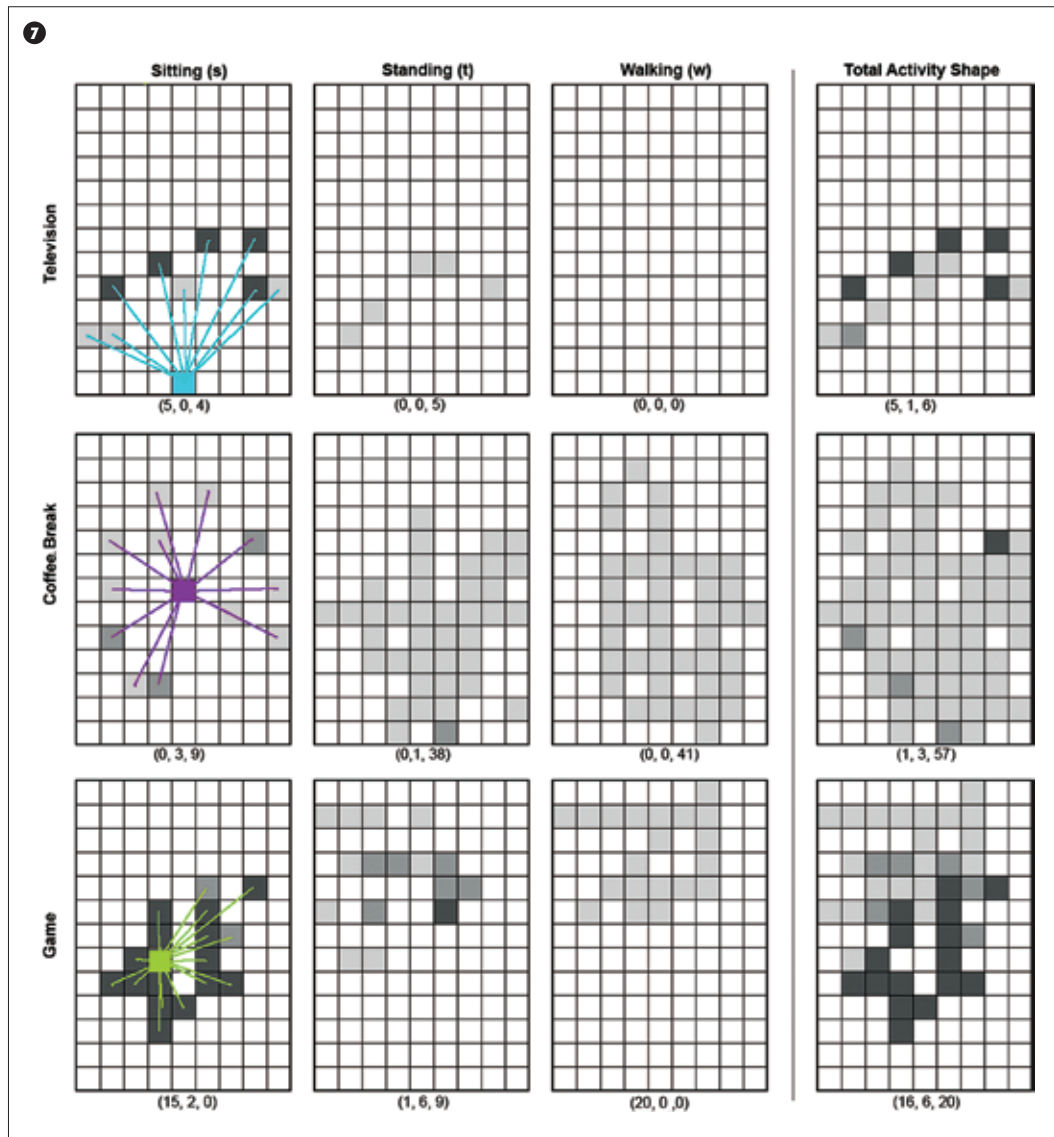 7
Sitting (s) Standing (t) Walking (w) Total Activity Shape
Television
(5, 0, 4) (0, 0, 5) (0, 0, 0) (5, 1, 6)
Coffee Break
(0, 3, 9) (0,1, 38) (0, 0, 41) (1, 3, 57)
Game
(15, 2, 0) (1, 6, 9) (20, 0 ,0) (16, 6, 20)